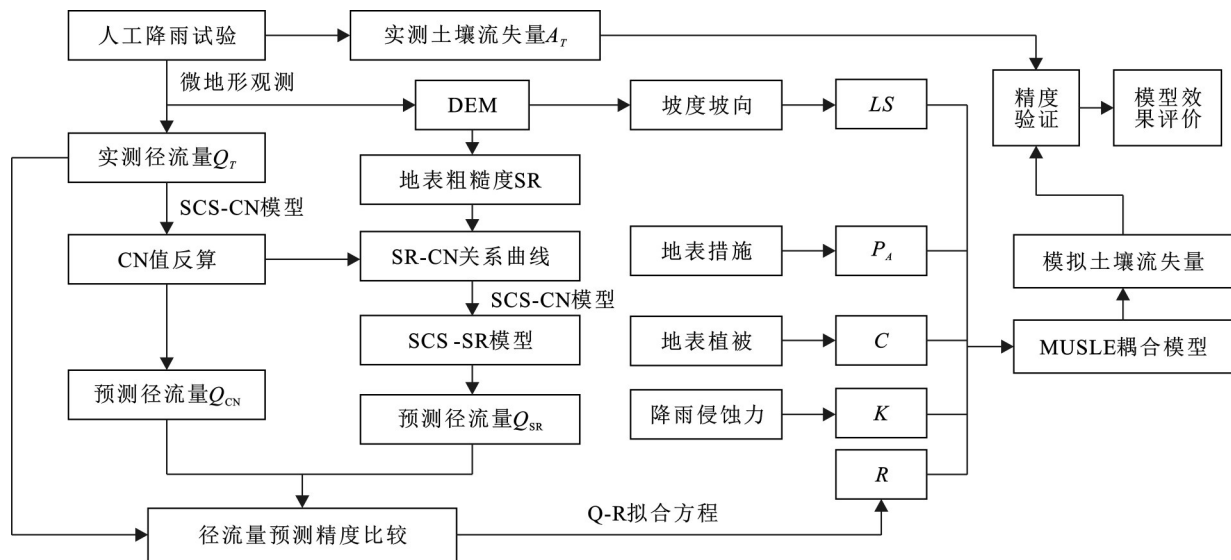 人工降雨试验
实测土壤流失量A_T
微地形观测
DEM
坡度坡向
LS
精度
验证
模型效
果评价
实测径流量Q_T
地表粗糙度SR
SCS-CN模型
CN值反算
SR-CN关系曲线
地表措施
P_A
模拟土壤流失量
SCS-CN模型
SCS -SR模型
地表植被
C
MUSLE耦合模型
预测径流量Q_CN
预测径流量Q_SR
降雨侵蚀力
K
R
Q-R拟合方程
径流量预测精度比较